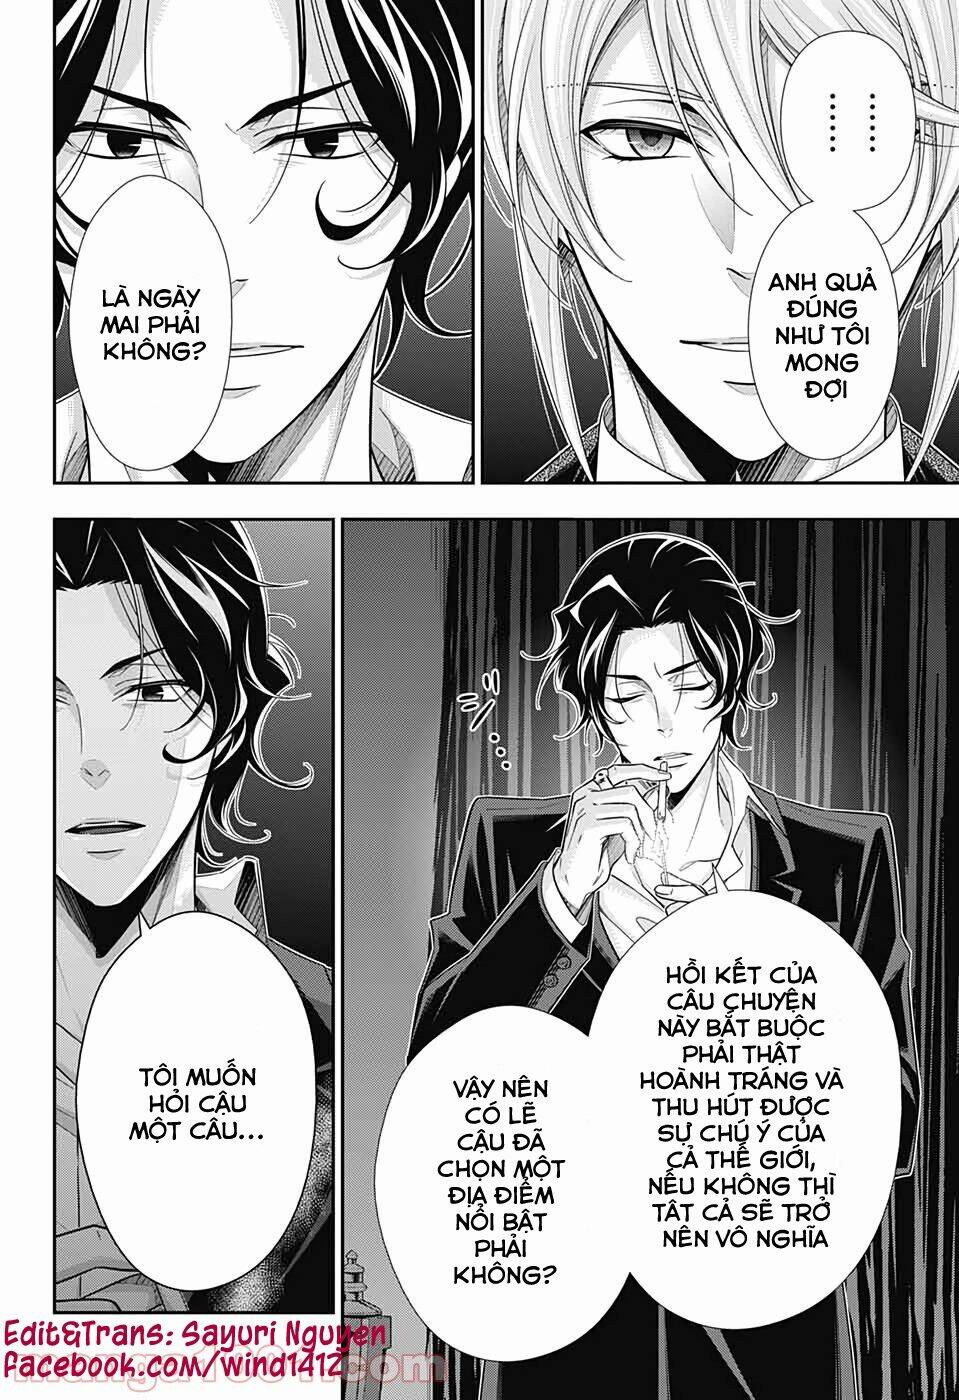 ......
......
ANH QUẢ
ĐÚNG
NHƯ TÔI
MONG
ĐỢI
LÀ NGÀY
MAI PHẢI
KHÔNG?
HỒI KẾT CỦA
CÂU CHUYỆN
NÀY BẮT BUỘC
PHẢI THẬT
HOÀNH TRÁNG VÀ
THU HÚT ĐƯỢC
SỰ CHÚ Ý CỦA
CẢ THẾ GIỚI,
NẾU KHÔNG THÌ
TẤT CẢ SẼ TRỞ
NÊN VÔ NGHĨA
VẬY NÊN
CÓ LẼ
CẬU ĐÃ
CHỌN MỘT
ĐỊA ĐIỂM
NỔI BẬT
PHẢI
KHÔNG?
TÔI MUỐN
HỎI CẬU
MỘT CÂU...
Edit&Trans: Sayuri Nguyen
facebook.com/wind1412